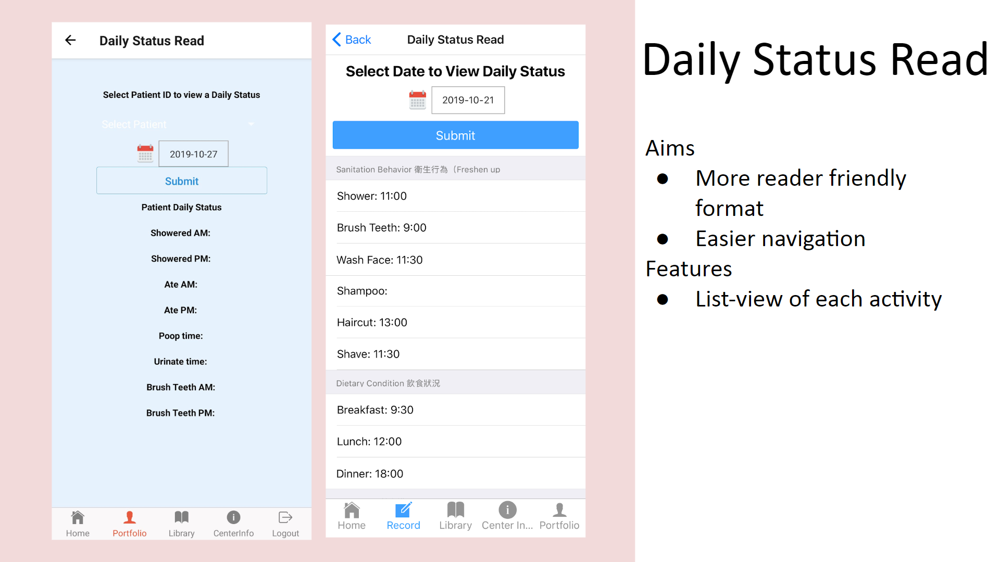 Daily Status Read
Select Patient ID to view a Daily Status
Select Patient
2019-10-27
Submit
Patient Daily Status
Showered AM:
Showered PM:
Ate AM:
Ate PM:
Poop time:
Urinate time:
Brush Teeth AM:
Brush Teeth PM:
Home
Portfolio
Library
CenterInfo
Logout
Back
Daily Status Read
Select Date to View Daily Status
2019-10-21
Submit
Sanitation Behavior 衛生行為（Freshen up
Shower: 11:00
Brush Teeth: 9:00
Wash Face: 11:30
Shampoo:
Haircut: 13:00
Shave: 11:30
Dietary Condition 飲食狀況
Breakfast: 9:30
Lunch: 12:00
Dinner: 18:00
Home
Record
Library
Center In...
Portfolio
Daily Status Read
Aims
● More reader friendly
format
● Easier navigation
Features
● List-view of each activity